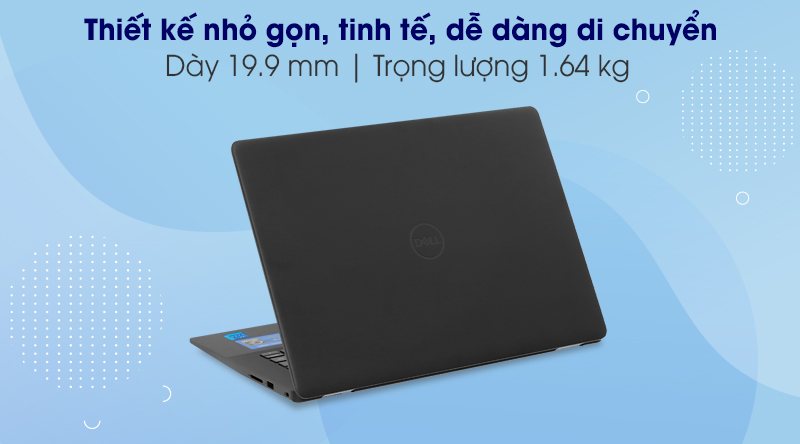 Thiết kế nhỏ gọn, tinh tế, dễ dàng di chuyển
Dày 19.9 mm | Trọng lượng 1.64 kg
DELL